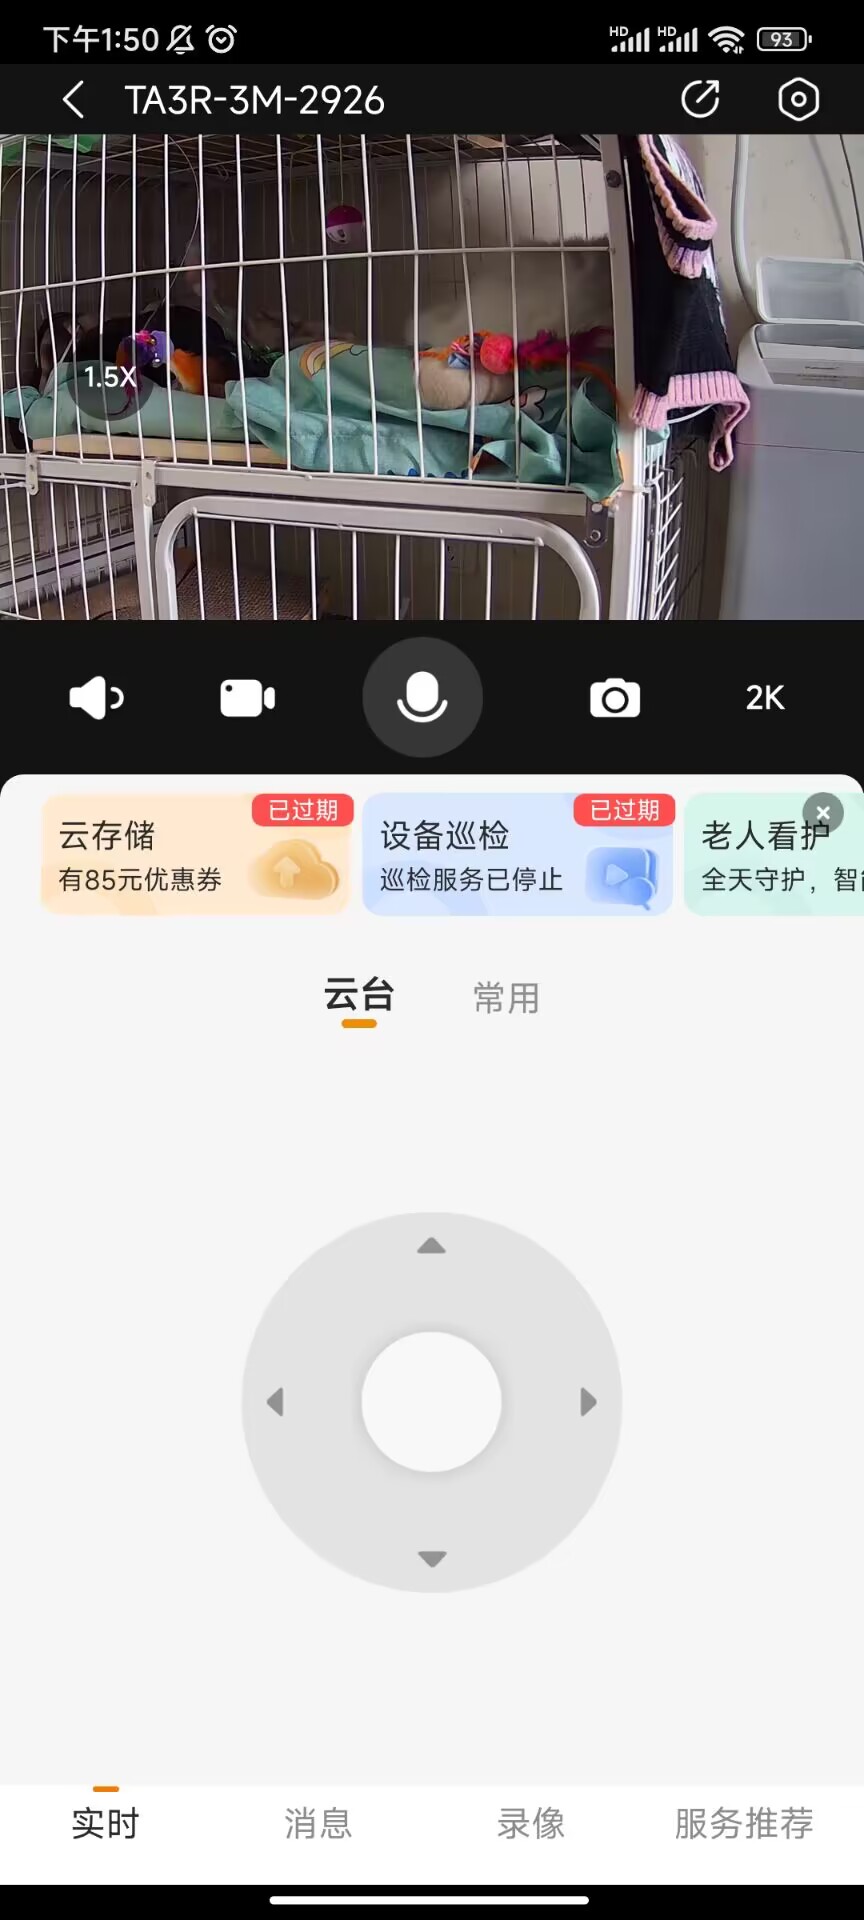 下午1:50
HD HD 93
TA3R-3M-2926
1.5X
2K
已过期 已过期
云存储 设备巡检 老人看护
有85元优惠券 巡检服务已停止 全天守护，智能
云台 常用
实时 消息 录像 服务推荐